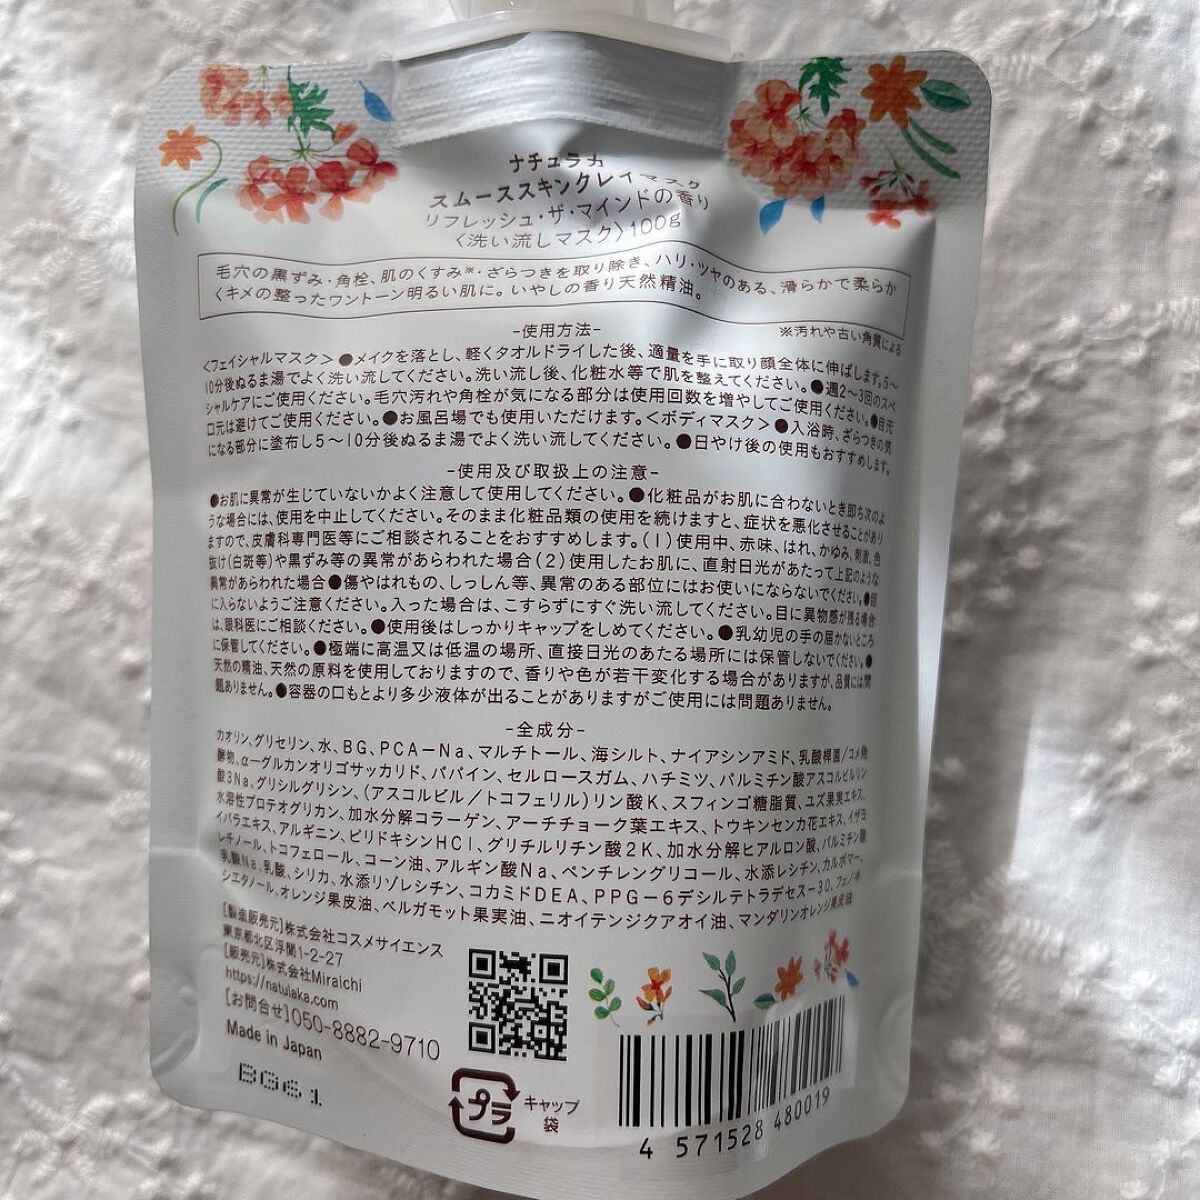 ナチュラカ
スムーススキンクレイマスク
リフレッシュ・ザ・マインドの香り
〈洗い流しマスク〉100g
毛穴の黒ずみ・角栓、肌のくすみ※・ざらつきを取り除き、ハリ・ツヤのある、滑らかで柔らか
くキメの整ったワントーン明るい肌に。いやしの香り天然精油。
※汚れや古い角質による
-使用方法-
<フェイシャルマスク> ●メイクを落とし、軽くタオルドライした後、適量を手に取り顔全体に伸ばします。5〜
10分後ぬるま湯でよく洗い流してください。洗い流し後、化粧水等で肌を整えてください。●週2〜3回のスペ
シャルケアにご使用ください。毛穴汚れや角栓が気になる部分は使用回数を増やしてご使用ください。●目元
口元は避けてご使用ください。●お風呂場でも使用いただけます。<ボディマスク> ●入浴時、ざらつきの気
になる部分に塗布し5〜10分後ぬるま湯でよく洗い流してください。●日やけ後の使用もおすすめします。
-使用及び取扱上の注意-
●お肌に異常が生じていないかよく注意して使用してください。●化粧品がお肌に合わないとき即ち次のよ
うな場合には、使用を中止してください。そのまま化粧品類の使用を続けますと、症状を悪化させることがあり
ますので、皮膚科専門医等にご相談されることをおすすめします。(1)使用中、赤味、はれ、かゆみ、刺激、色
抜け(白斑等)や黒ずみ等の異常があらわれた場合(2)使用したお肌に、直射日光があたって上記のような
異常があらわれた場合●傷やはれもの、しっしん等、異常のある部位にはお使いにならないでください。●目
に入らないようご注意ください。入った場合は、こすらずにすぐ洗い流してください。目に異物感が残る場合
は、眼科医にご相談ください。●使用後はしっかりキャップをしめてください。●乳幼児の手の届かないところ
に保管してください。●極端に高温又は低温の場所、直接日光のあたる場所には保管しないでください。●
天然の精油、天然の原料を使用しておりますので、香りや色が若干変化する場合がありますが、品質には問
題ありません。●容器の口もとより多少液体が出ることがありますがご使用には問題ありません。
-全成分-
カオリン、グリセリン、水、BG、PCA-Na、マルチトール、海シルト、ナイアシンアミド、乳酸桿菌/コメ発
酵物、α-グルカンオリゴサッカリド、パパイン、セルロースガム、ハチミツ、パルミチン酸アスコルビルリン
酸3Na、グリシルグリシン、(アスコルビル/トコフェリル)リン酸K、スフィンゴ糖脂質、ユズ果実エキス、
水溶性プロテオグリカン、加水分解コラーゲン、アーチチョーク葉エキス、トウキンセンカ花エキス、イザヨ
イバラエキス、アルギニン、ピリドキシンHCl、グリチルリチン酸2K、加水分解ヒアルロン酸、パルミチン酸
レチノール、トコフェロール、コーン油、アルギン酸Na、ペンチレングリコール、水添レシチン、カルボマー、
乳酸Na、乳酸、シリカ、水添リゾレシチン、コカミドDEA、PPG-6デシルテトラデセス-30、フェノキ
シエタノール、オレンジ果皮油、ベルガモット果実油、ニオイテンジクアオイ油、マンダリンオレンジ果皮油
[製造販売元]株式会社コスメサイエンス
東京都北区浮間1-2-27
[販売元]株式会社Miraichi
https://natulaka.com
[お問合せ]050-8882-9710
Made in Japan
BG61
プラ
キャップ
袋
4 571528 480019